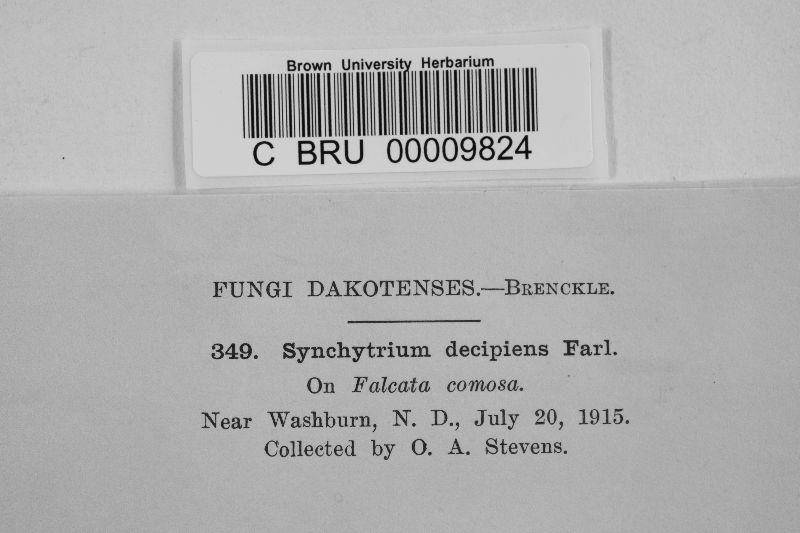 Brown University Herbarium
C BRU 00009824
FUNGI DAKOTENSES.—BRENCKLE.
349. Synchytrium decipiens Farl.
On Falcata comosa.
Near Washburn, N. D., July 20, 1915.
Collected by O. A. Stevens.